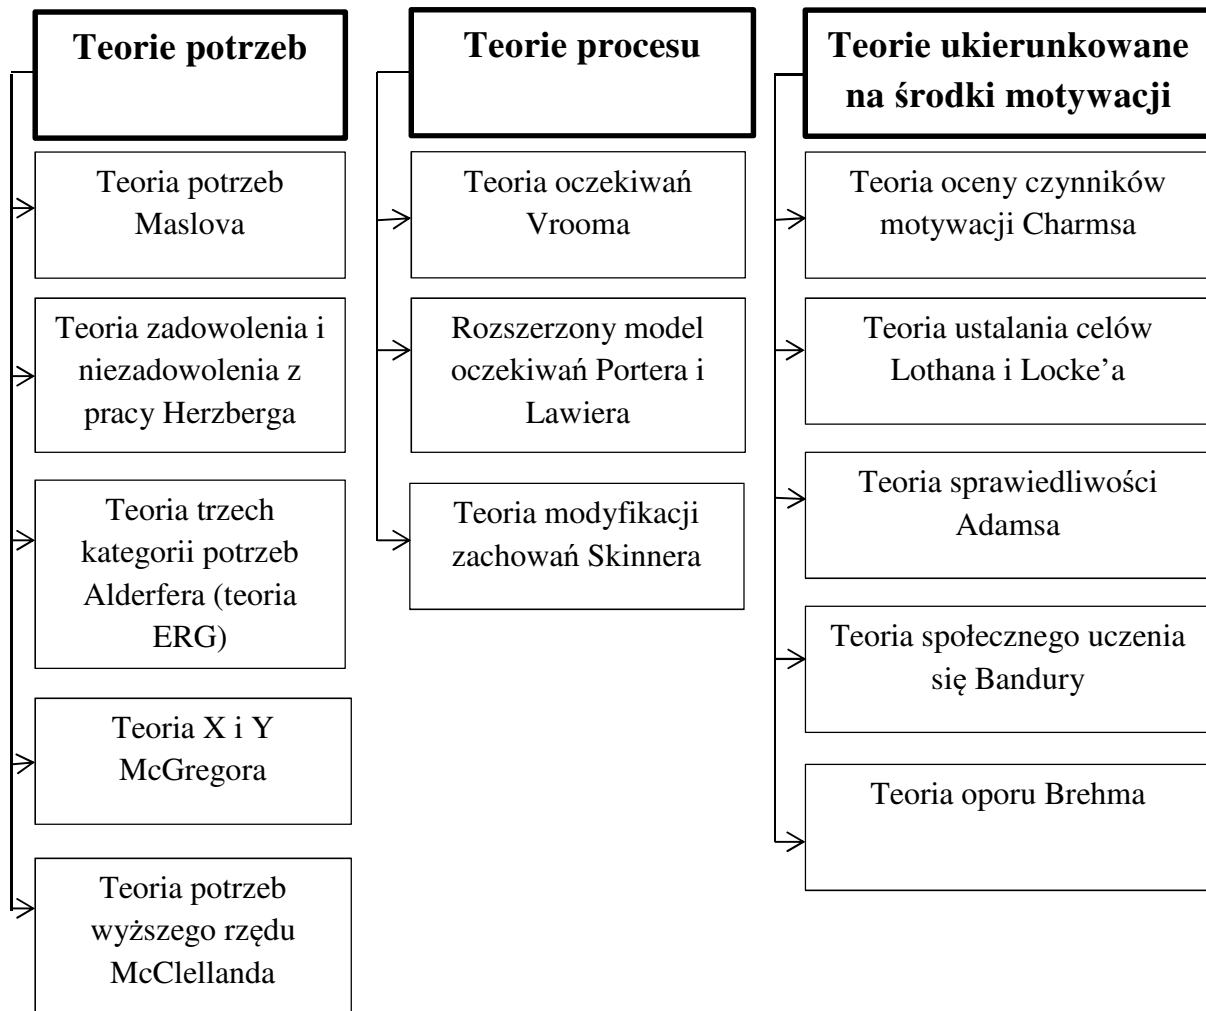 Teorie potrzeb
Teoria potrzeb
Maslova
Teoria zadowolenia i
niezadowolenia z
pracy Herzberga
Teoria trzech
kategorii potrzeb
Alderfera (teoria
ERG)
Teoria X i Y
McGregora
Teoria potrzeb
wyższego rzędu
McClellanda
Teorie procesu
Teoria oczekiwań
Vrooma
Rozszerzony model
oczekiwań Portera i
Lawiera
Teoria modyfikacji
zachowań Skinnera
Teorie ukierunkowane
na środki motywacji
Teoria oceny czynników
motywacji Charmsa
Teoria ustalania celów
Lothana i Locke’a
Teoria sprawiedliwości
Adamsa
Teoria społecznego uczenia
się Bandury
Teoria oporu Brehma